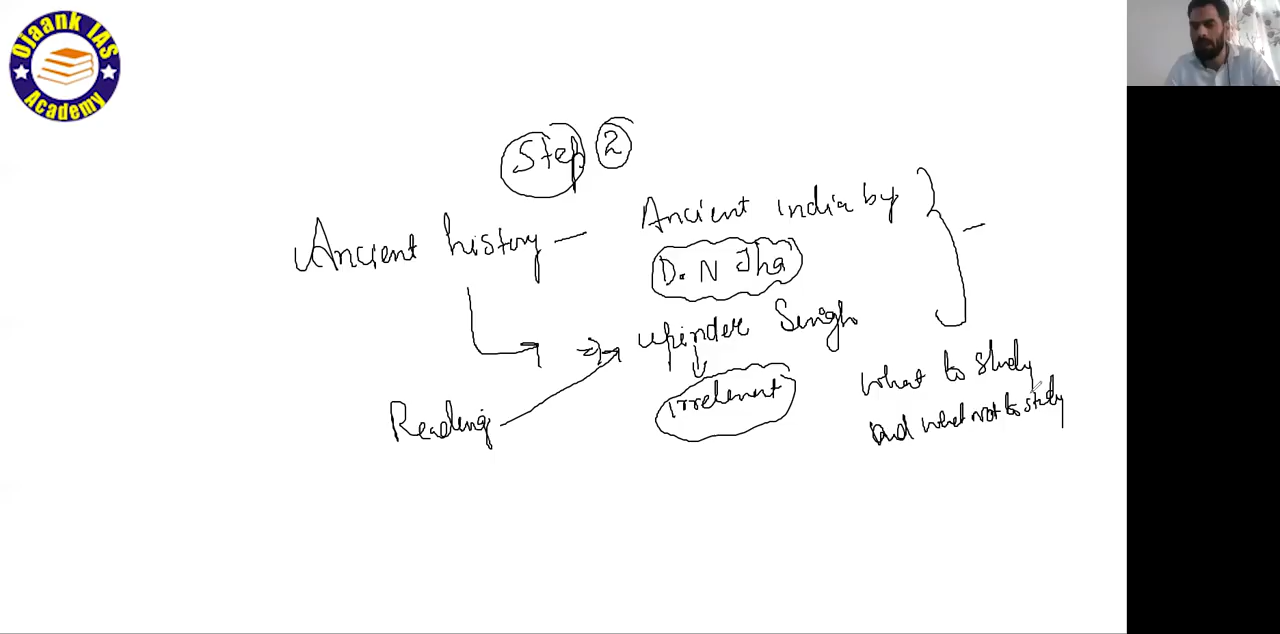 Ojaank IAS
Academy
Step 2
Ancient history - Ancient india by
D. N Jha
upinder Singh
irrelevant
Reading
what to study
and what not to study